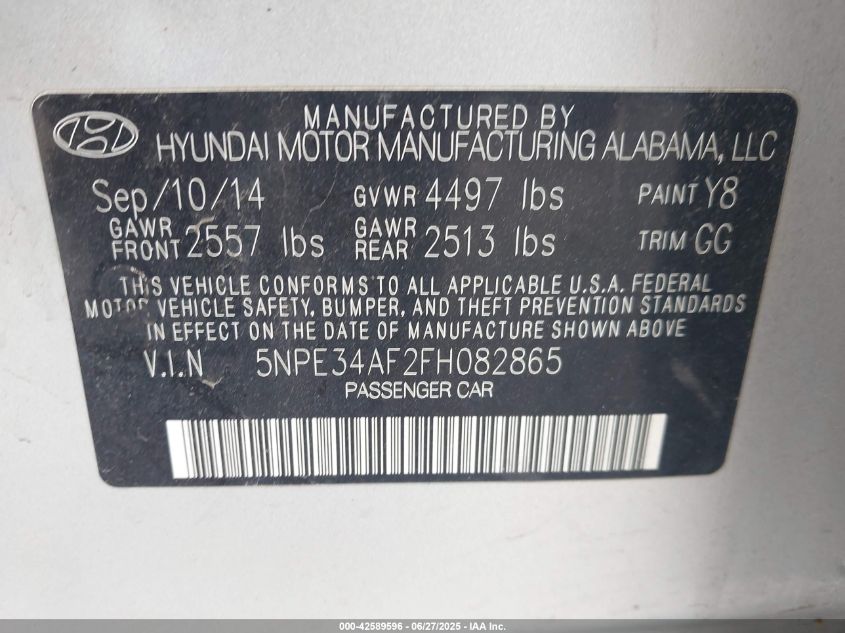 MANUFACTURED BY
HYUNDAI MOTOR MANUFACTURING ALABAMA, LLC
Sep/10/14 GVWR 4497 lbs PAINT Y8
GAWR FRONT 2557 lbs GAWR REAR 2513 lbs TRIM GG
THIS VEHICLE CONFORMS TO ALL APPLICABLE U.S.A. FEDERAL
MOTOR VEHICLE SAFETY, BUMPER, AND THEFT PREVENTION STANDARDS
IN EFFECT ON THE DATE OF MANUFACTURE SHOWN ABOVE
V.I.N 5NPE34AF2FH082865
PASSENGER CAR
000-42589596 - 06/27/2025 - IAA Inc.